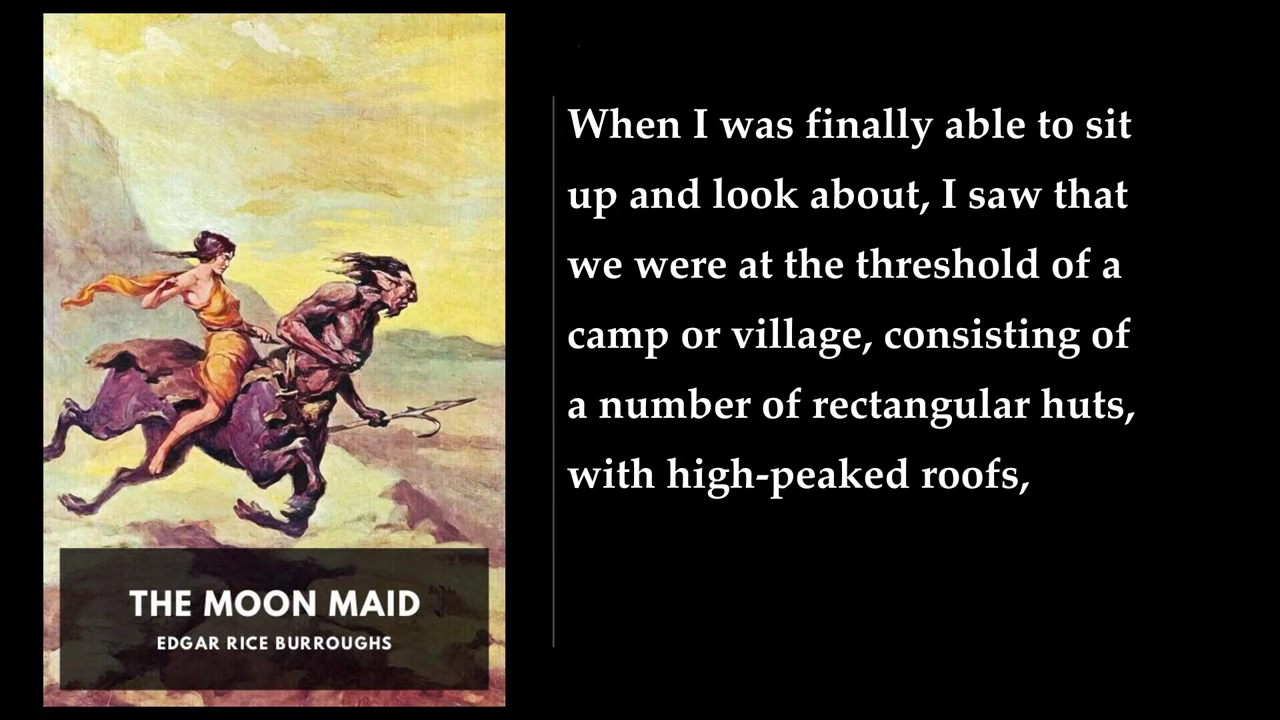 When I was finally able to sit
up and look about, I saw that
we were at the threshold of a
camp or village, consisting of
a number of rectangular huts,
with high-peaked roofs,
THE MOON MAID
EDGAR RICE BURROUGHS